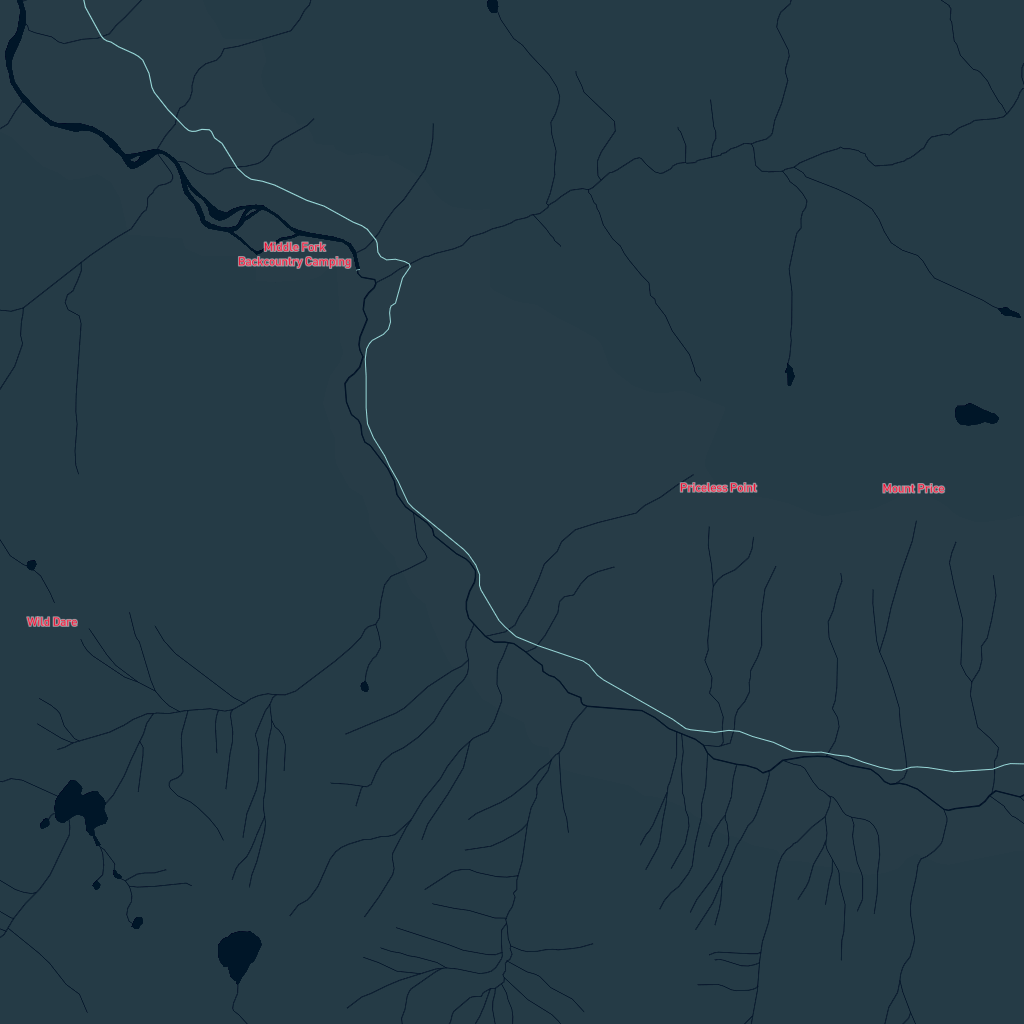 Middle Fork
Backcountry Camping
Priceless Point
Mount Price
Wild Dare